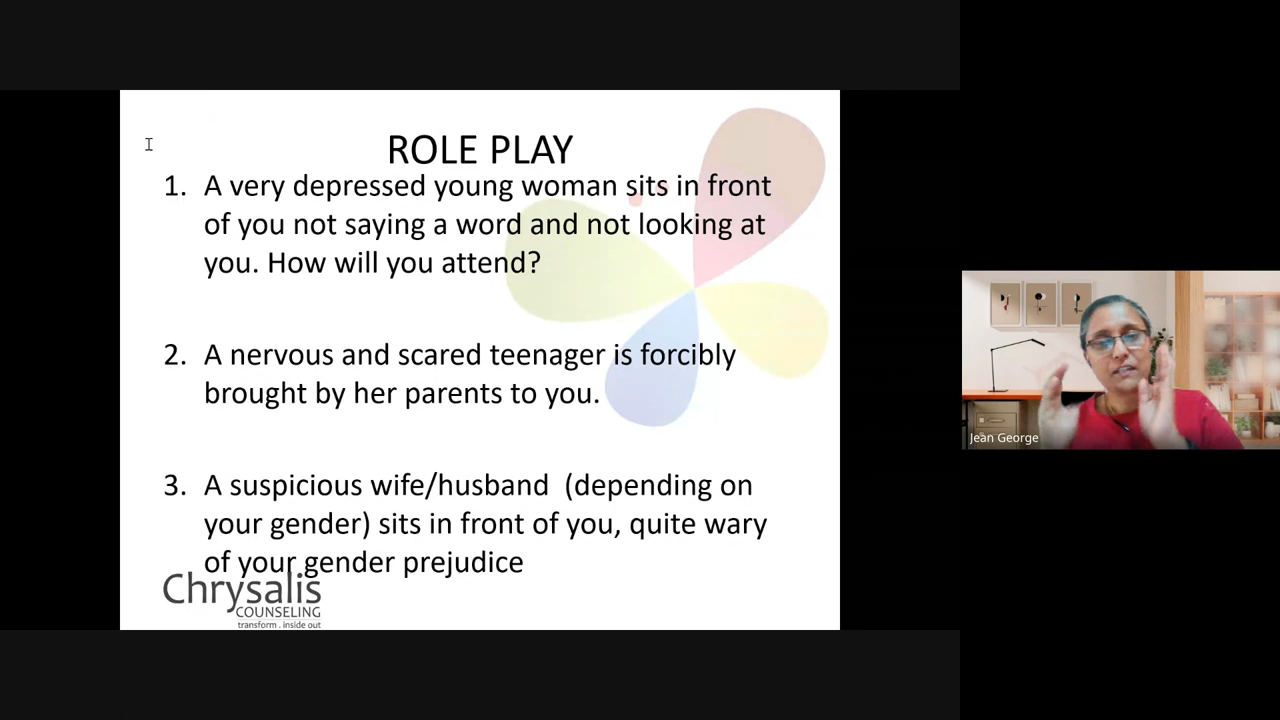 ROLE PLAY
1. A very depressed young woman sits in front
of you not saying a word and not looking at
you. How will you attend?
2. A nervous and scared teenager is forcibly
brought by her parents to you.
3. A suspicious wife/husband (depending on
your gender) sits in front of you, quite wary
of your gender prejudice
Chrysalis
COUNSELING
transform . inside out
Jean George